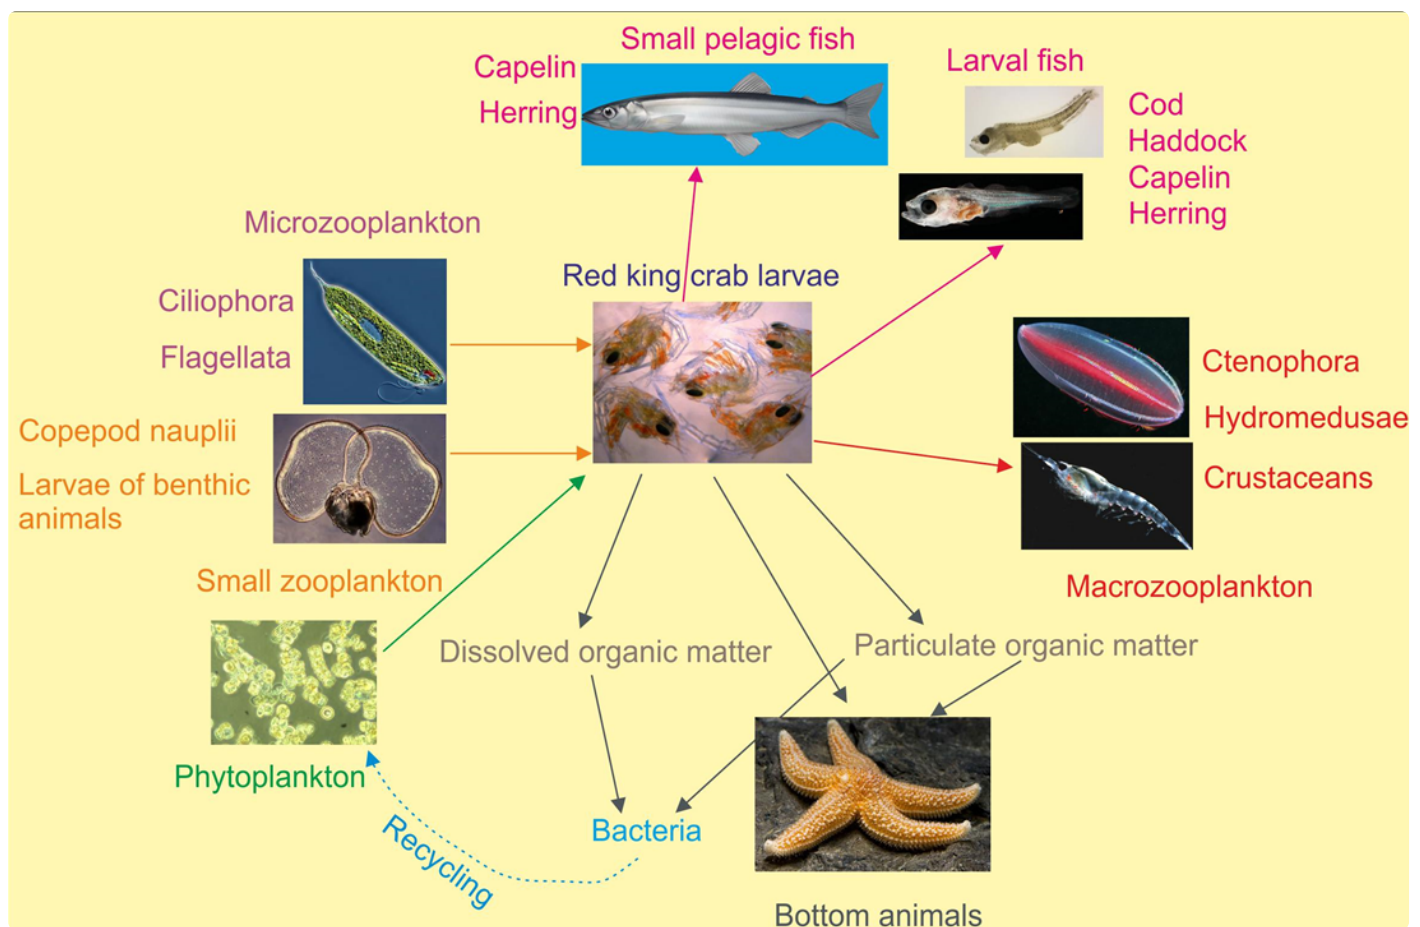 Small pelagic fish
Capelin
Herring
Larval fish
Cod
Haddock
Capelin
Herring
Microzooplankton
Ciliophora
Flagellata
Red king crab larvae
Copepod nauplii
Larvae of benthic
animals
Small zooplankton
Ctenophora
Hydromedusae
Crustaceans
Macrozooplankton
Dissolved organic matter
Particulate organic matter
Phytoplankton
Recycling
Bacteria
Bottom animals